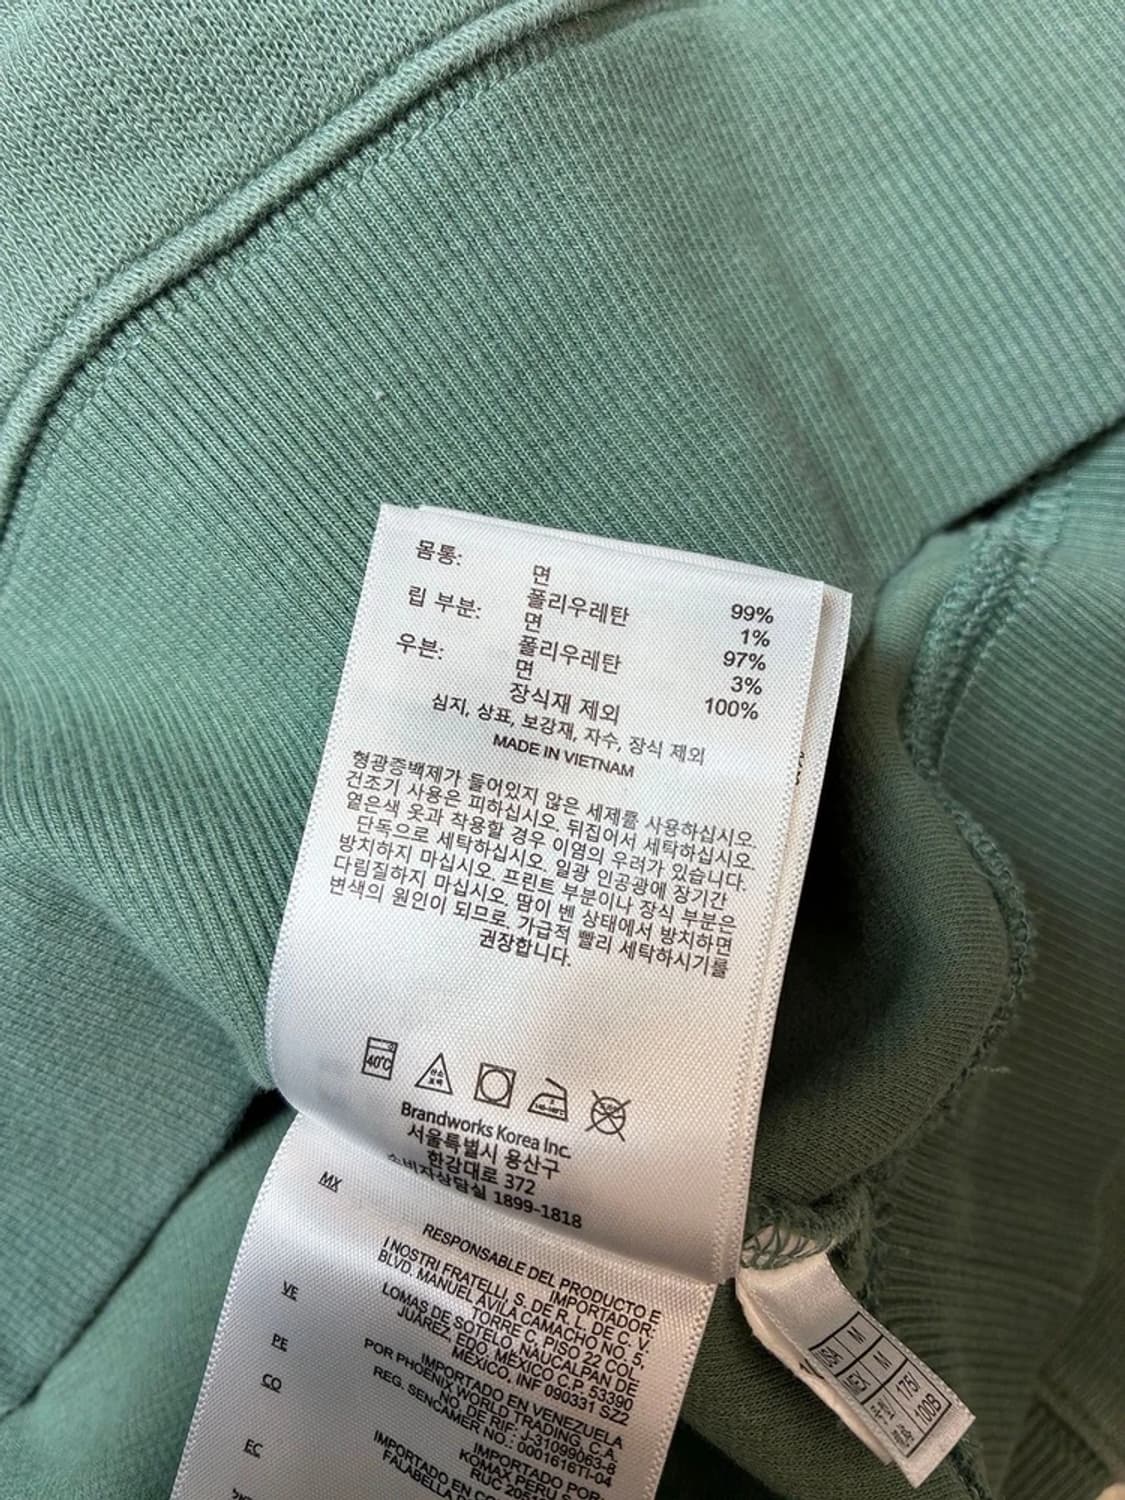 몸통:
면 99%
폴리우레탄 1%
립 부분:
면 97%
폴리우레탄 3%
우븐:
면 100%
장식재 제외
심지, 상표, 보강재, 자수, 장식 제외
MADE IN VIETNAM
형광증백제가 들어있지 않은 세제를 사용하십시오.
건조기 사용은 피하십시오. 뒤집어서 세탁하십시오.
옅은색 옷과 착용할 경우 이염의 우려가 있습니다.
단독으로 세탁하십시오. 일광 인공광에 장기간
방치하지 마십시오. 프린트 부분이나 장식 부분은
다림질하지 마십시오. 땀이 벤 상태에서 방치하면
변색의 원인이 되므로, 가급적 빨리 세탁하시기를
권장합니다.
40℃
Brandworks Korea Inc.
서울특별시 용산구
한강대로 372
소비자상담실 1899-1818
MX
RESPONSABLE DEL PRODUCTO E
IMPORTADOR:
I NOSTRI FRATELLI, S. DE R. L. DE C. V.
BLVD. MANUEL ÁVILA CAMACHO NO. 5,
TORRE C, PISO 22 COL.
LOMAS DE SOTELO, NAUCALPAN DE
JUÁREZ, EDO. MÉXICO C.P. 53390
MÉXICO, INF 090331 SZ2
VE
IMPORTADO EN VENEZUELA
POR PHOENIX WORLD TRADING, C.A.
NO. DE RIF: J-31099063-8
REG. SENCAMER NO.: 0001616TI-04
PE
IMPORTADO POR:
KOMAX PERU S
RUC 2051
CO
IMPORTADO EN CO
FALABELLA D
EC
USA M
MEX M
175/
100B